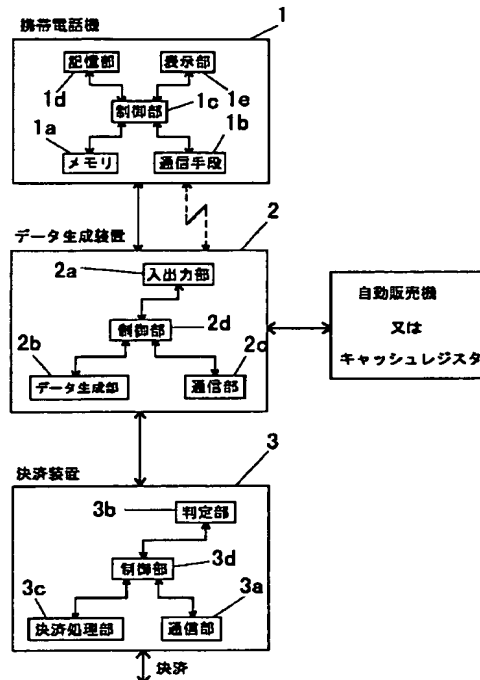 携帯電話機
1
記憶部
表示部
1d
1e
制御部
1c
1a
1b
メモリ
通信手段
データ生成装置
2
2a
入出力部
制御部
2d
2b
2c
データ生成部
通信部
自動販売機
又は
キャッシュレジスタ
決済装置
3
3b
判定部
制御部
3d
3c
3a
決済処理部
通信部
決済